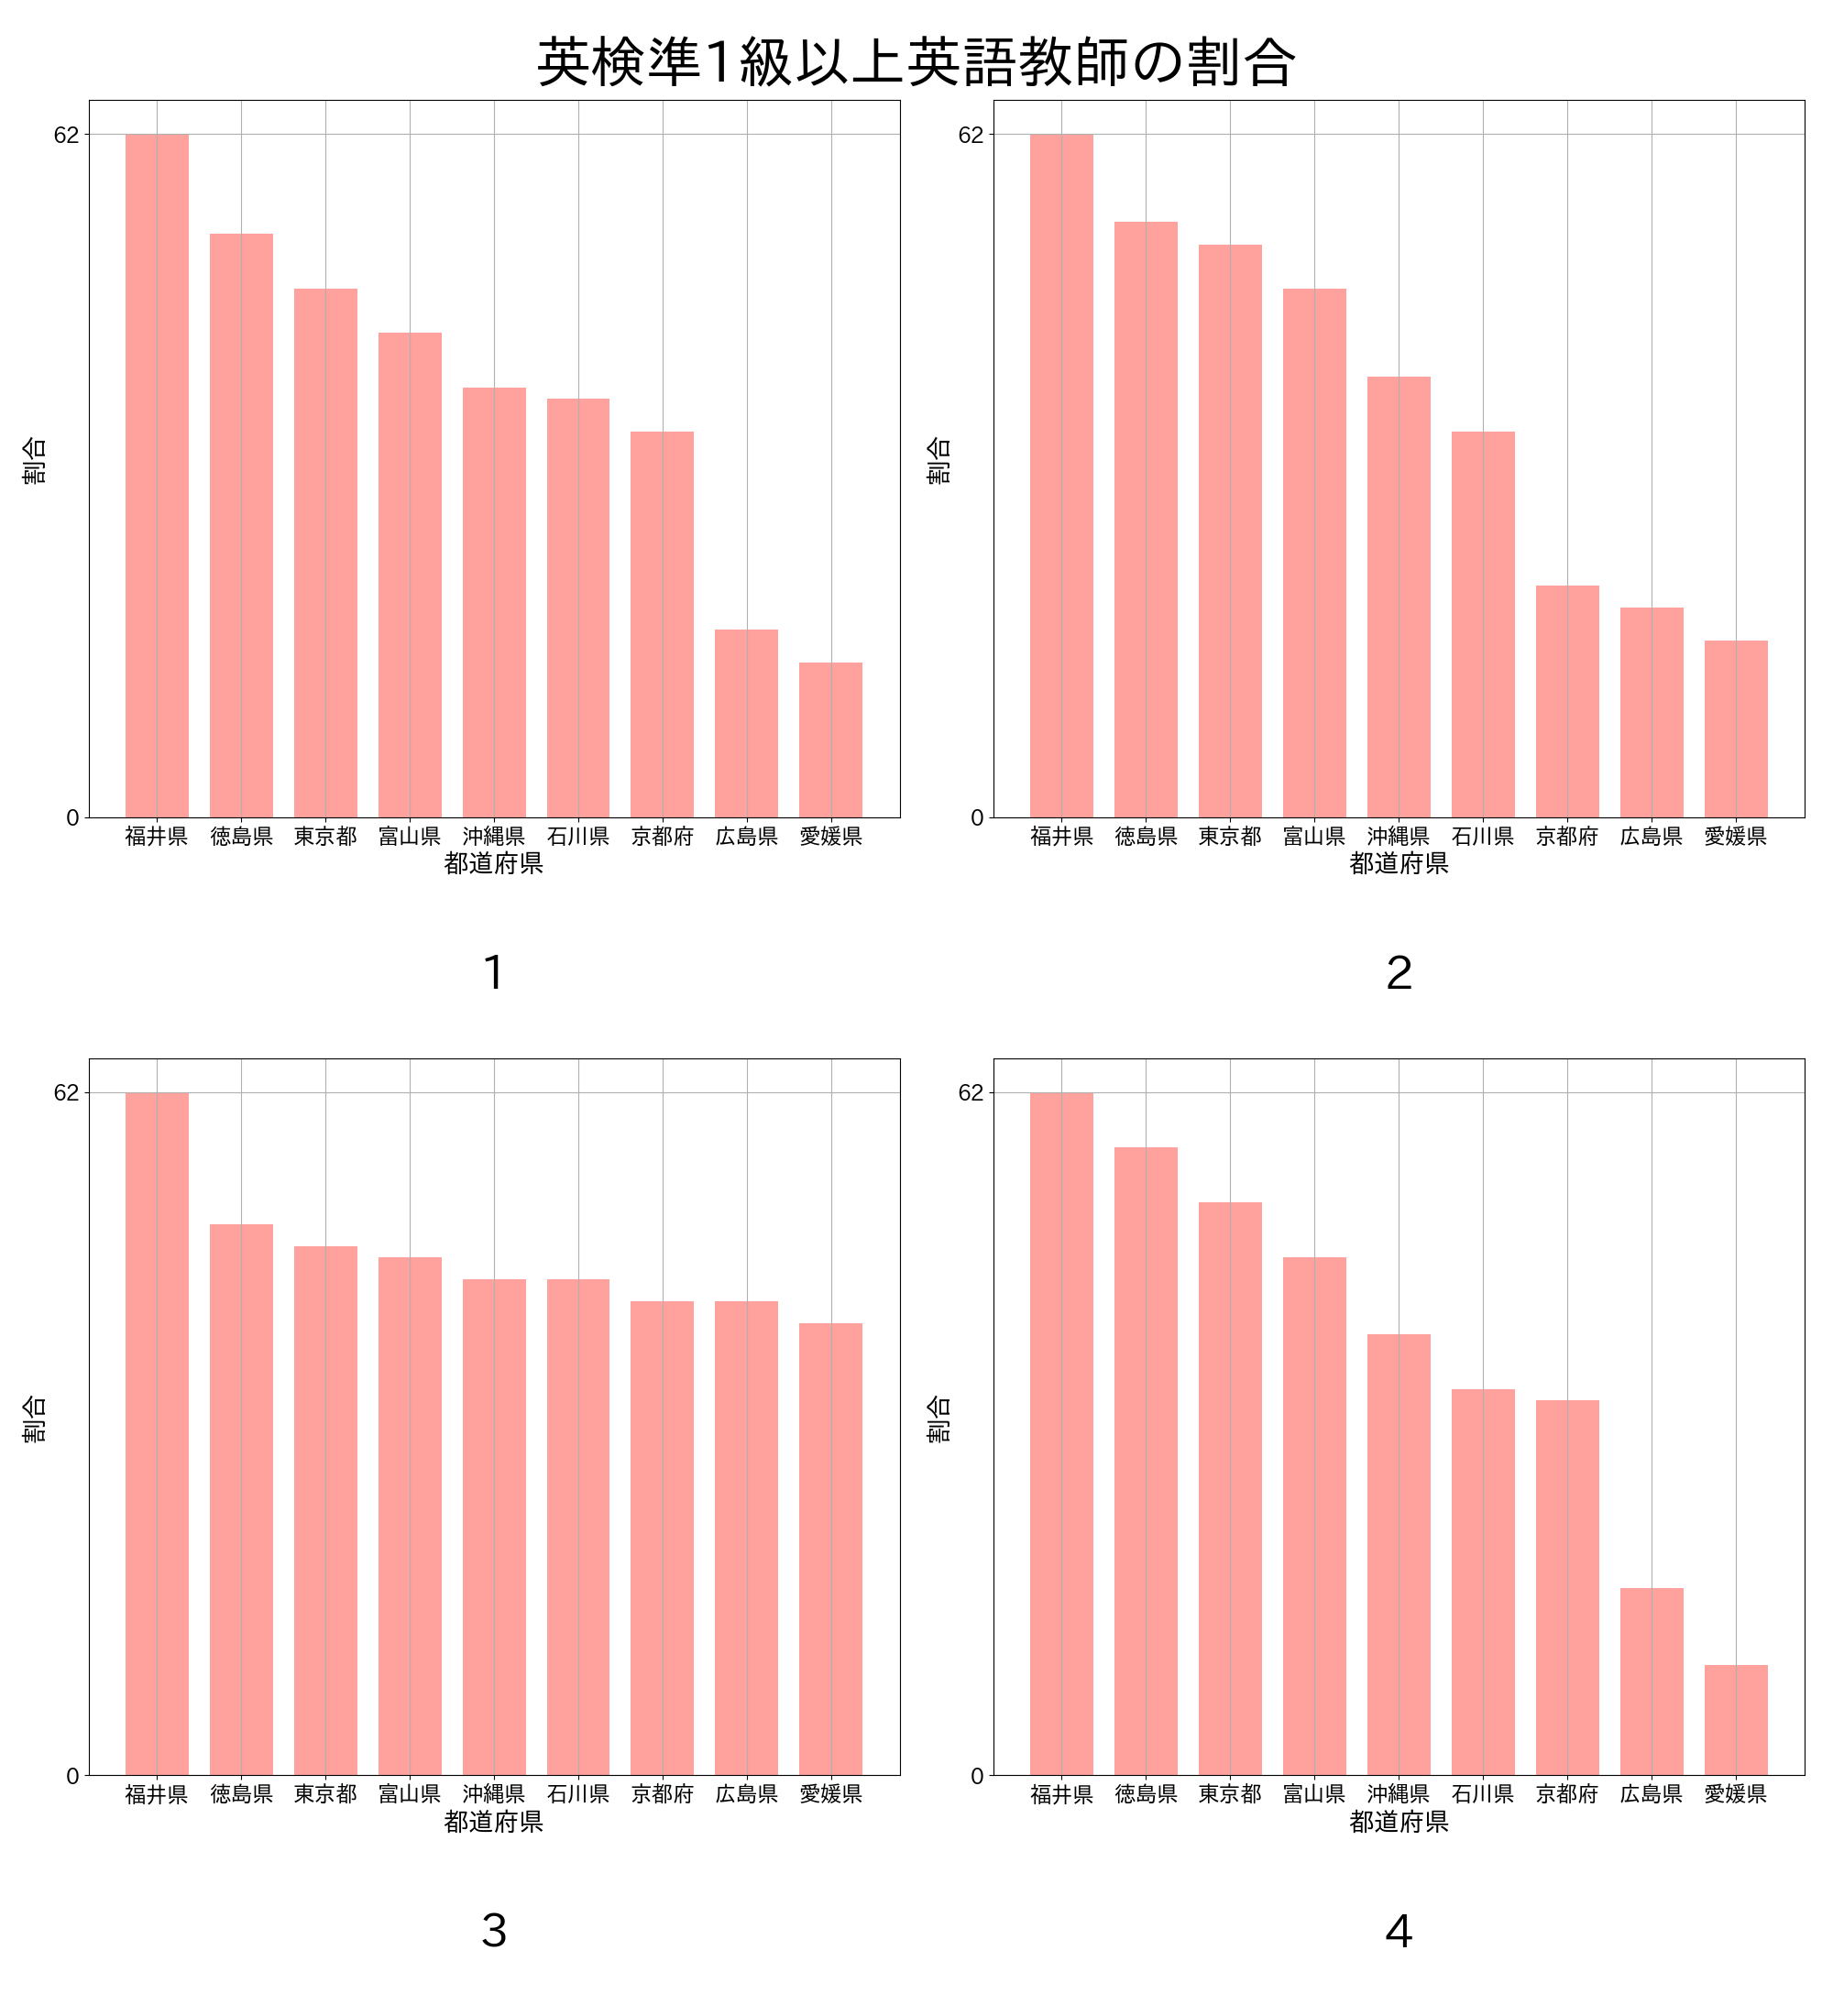 英検準1級以上英語教師の割合
62
0
割合
福井県 徳島県 東京都 富山県 沖縄県 石川県 京都府 広島県 愛媛県
都道府県
1
62
0
割合
福井県 徳島県 東京都 富山県 沖縄県 石川県 京都府 広島県 愛媛県
都道府県
2
62
0
割合
福井県 徳島県 東京都 富山県 沖縄県 石川県 京都府 広島県 愛媛県
都道府県
3
62
0
割合
福井県 徳島県 東京都 富山県 沖縄県 石川県 京都府 広島県 愛媛県
都道府県
4